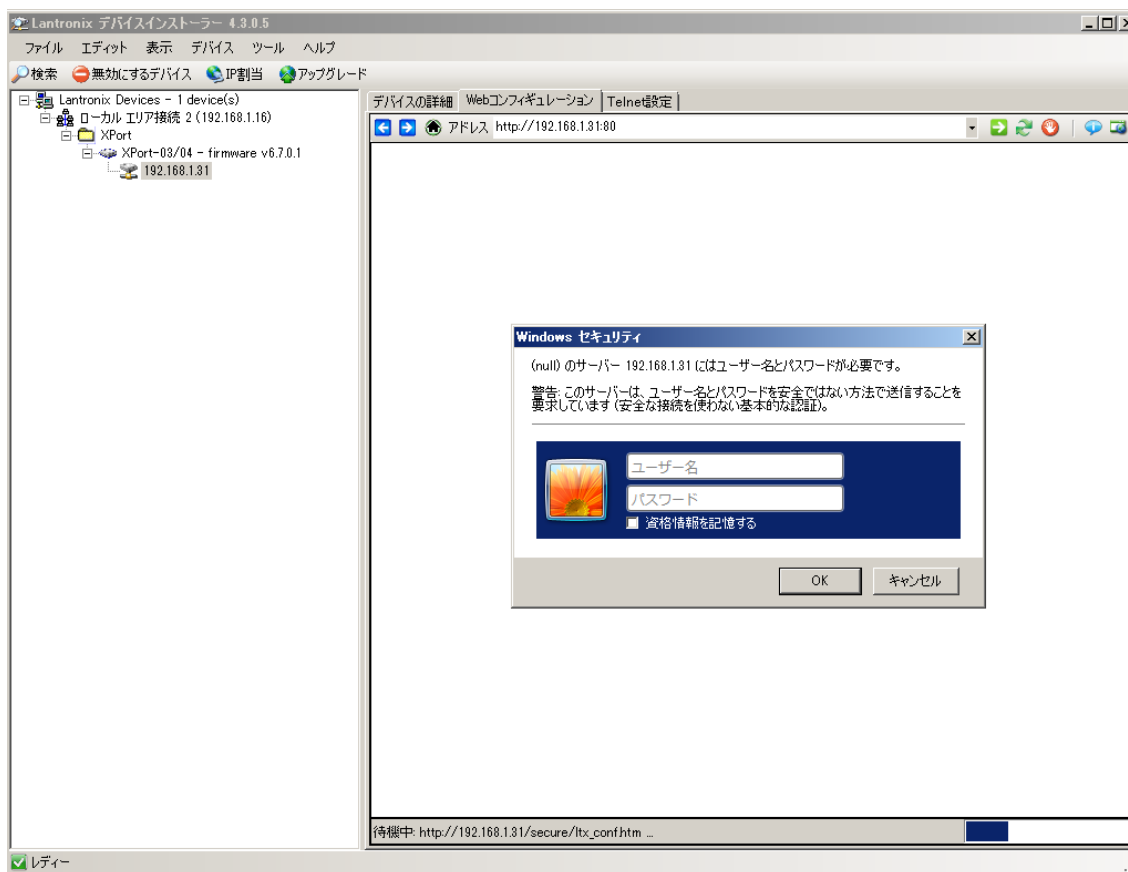 Lantronix デバイスインストーラー 4.3.0.5
ファイル エディット 表示 デバイス ツール ヘルプ
検索 無効にするデバイス IP割当 アップグレード
Lantronix Devices - 1 device(s)
ローカル エリア接続 2 (192.168.1.16)
XPort
XPort-03/04 - firmware v6.7.0.1
192.168.1.31
デバイスの詳細 Webコンフィギュレーション Telnet設定
アドレス http://192.168.1.31:80
Windows セキュリティ
(null) のサーバー 192.168.1.31 にはユーザー名とパスワードが必要です。
警告: このサーバーは、ユーザー名とパスワードを安全ではない方法で送信することを
要求しています (安全な接続を使わない基本的な認証)。
ユーザー名
パスワード
資格情報を記憶する
OK キャンセル
待機中: http://192.168.1.31/secure/ltx_conf.htm ...
レディー